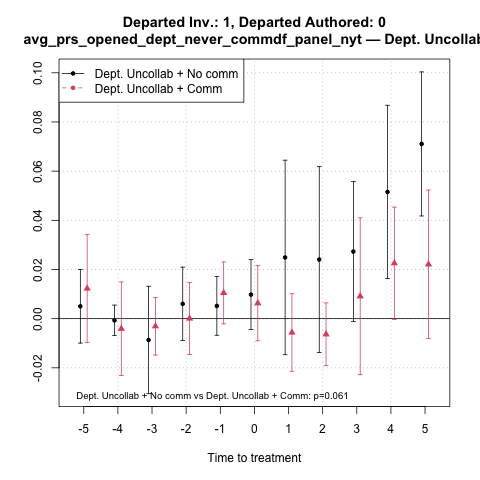 Departed Inv.: 1, Departed Authored: 0
avg_prs_opened_dept_never_commdf_panel_nyt — Dept. Uncollab
Dept. Uncollab + No comm
Dept. Uncollab + Comm
0.10
0.08
0.06
0.04
0.02
0.00
-0.02
Dept. Uncollab + No comm vs Dept. Uncollab + Comm: p=0.061
-5 -4 -3 -2 -1 0 1 2 3 4 5
Time to treatment